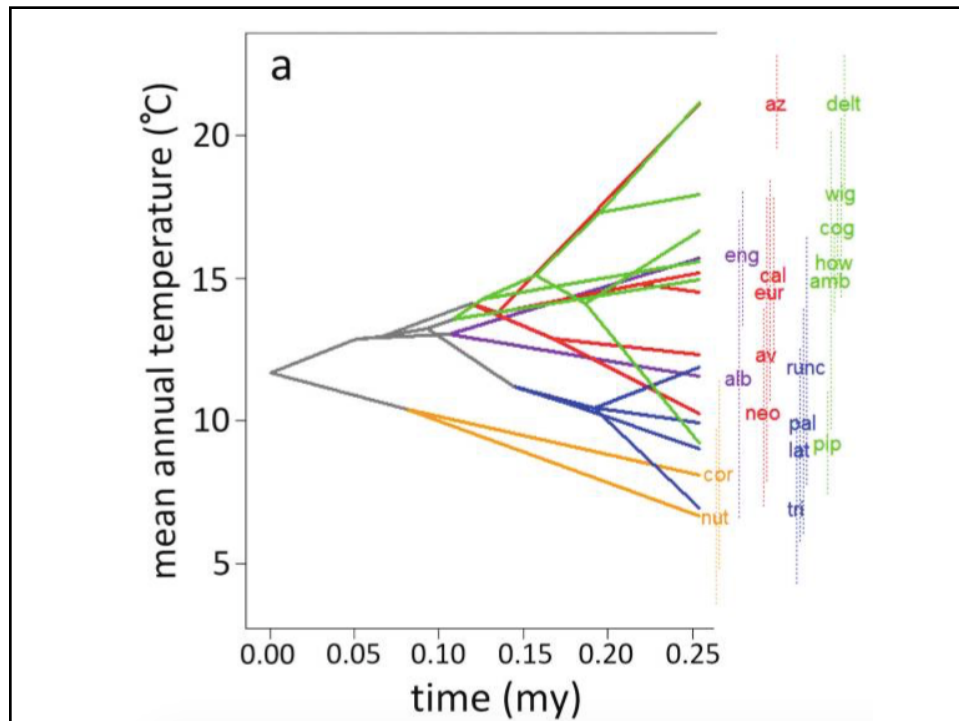 a
mean annual temperature (°C)
20
15
10
5
az
delt
wig
cog
eng
how
cal
amb
eur
av
runc
alb
neo
pal
pip
lat
cor
tri
nut
0.00 0.05 0.10 0.15 0.20 0.25
time (my)